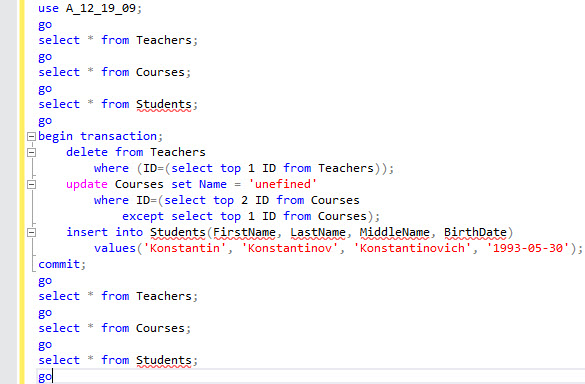 use A_12_19_09;
go
select * from Teachers;
go
select * from Courses;
go
select * from Students;
go
begin transaction;
delete from Teachers
where (ID=(select top 1 ID from Teachers));
update Courses set Name = 'unefined'
where ID=(select top 2 ID from Courses
except select top 1 ID from Courses);
insert into Students(FirstName, LastName, MiddleName, BirthDate)
values('Konstantin', 'Konstantinov', 'Konstantinovich', '1993-05-30');
commit;
go
select * from Teachers;
go
select * from Courses;
go
select * from Students;
go